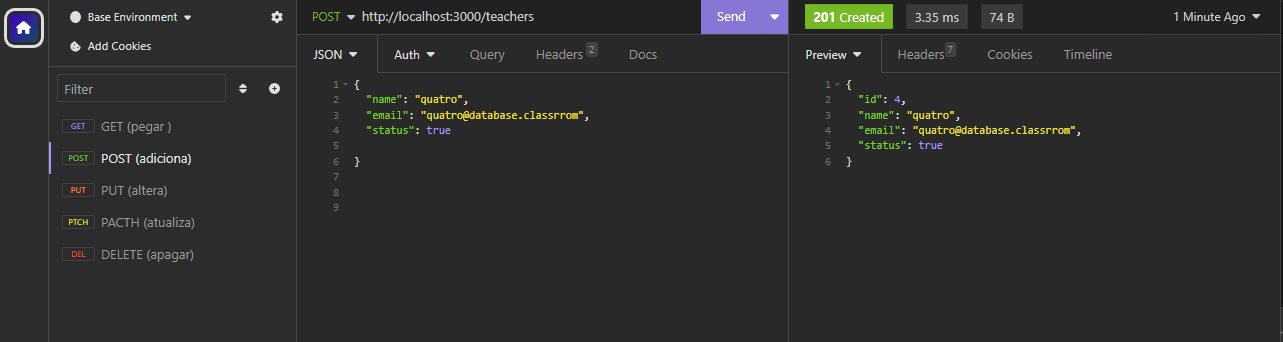 Base Environment
Add Cookies
Filter
GET GET (pegar )
POST POST (adiciona)
PUT PUT (altera)
PTCH PACTH (atualiza)
DEL DELETE (apagar)
POST http://localhost:3000/teachers Send
JSON Auth Query Headers 2 Docs
1 {
2 "name": "quatro",
3 "email": "quatro@database.classrrom",
4 "status": true
5
6 }
7
8
9
201 Created 3.35 ms 74 B 1 Minute Ago
Preview Headers 7 Cookies Timeline
1 {
2 "id": 4,
3 "name": "quatro",
4 "email": "quatro@database.classrrom",
5 "status": true
6 }